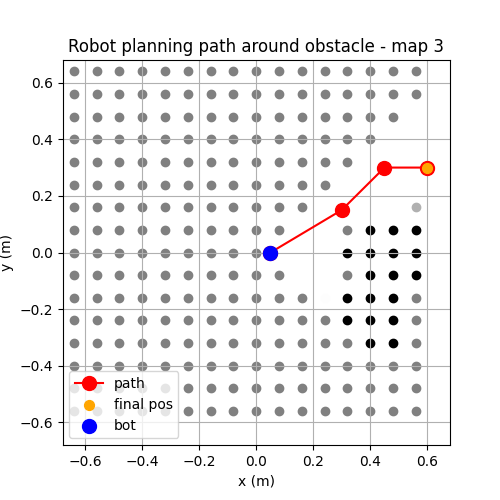 Robot planning path around obstacle - map 3
y (m)
0.6
0.4
0.2
0.0
−0.2
−0.4
−0.6
path
final pos
bot
−0.6 −0.4 −0.2 0.0 0.2 0.4 0.6
x (m)